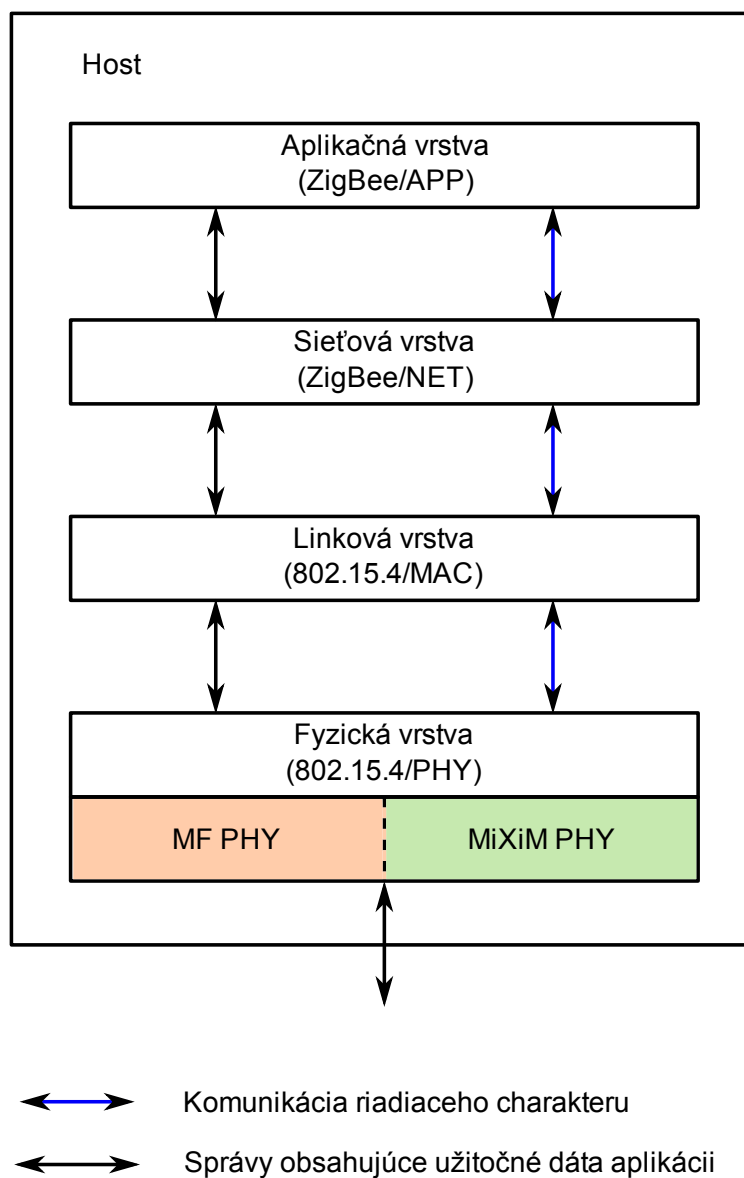 Host
Aplikačná vrstva
(ZigBee/APP)
Sieťová vrstva
(ZigBee/NET)
Linková vrstva
(802.15.4/MAC)
Fyzická vrstva
(802.15.4/PHY)
MF PHY
MiXiM PHY
Komunikácia riadiaceho charakteru
Správy obsahujúce užitočné dáta aplikácii